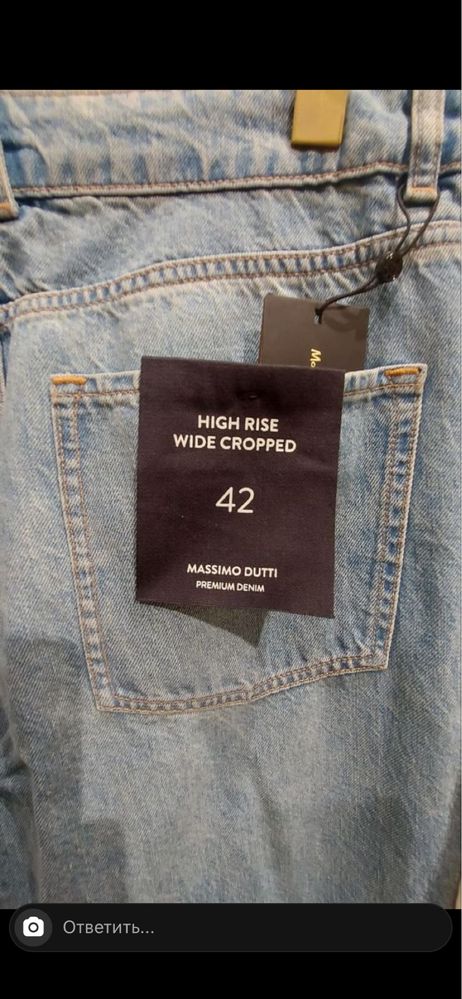 HIGH RISE
WIDE CROPPED
42
MASSIMO DUTTI
PREMIUM DENIM
Ответить...